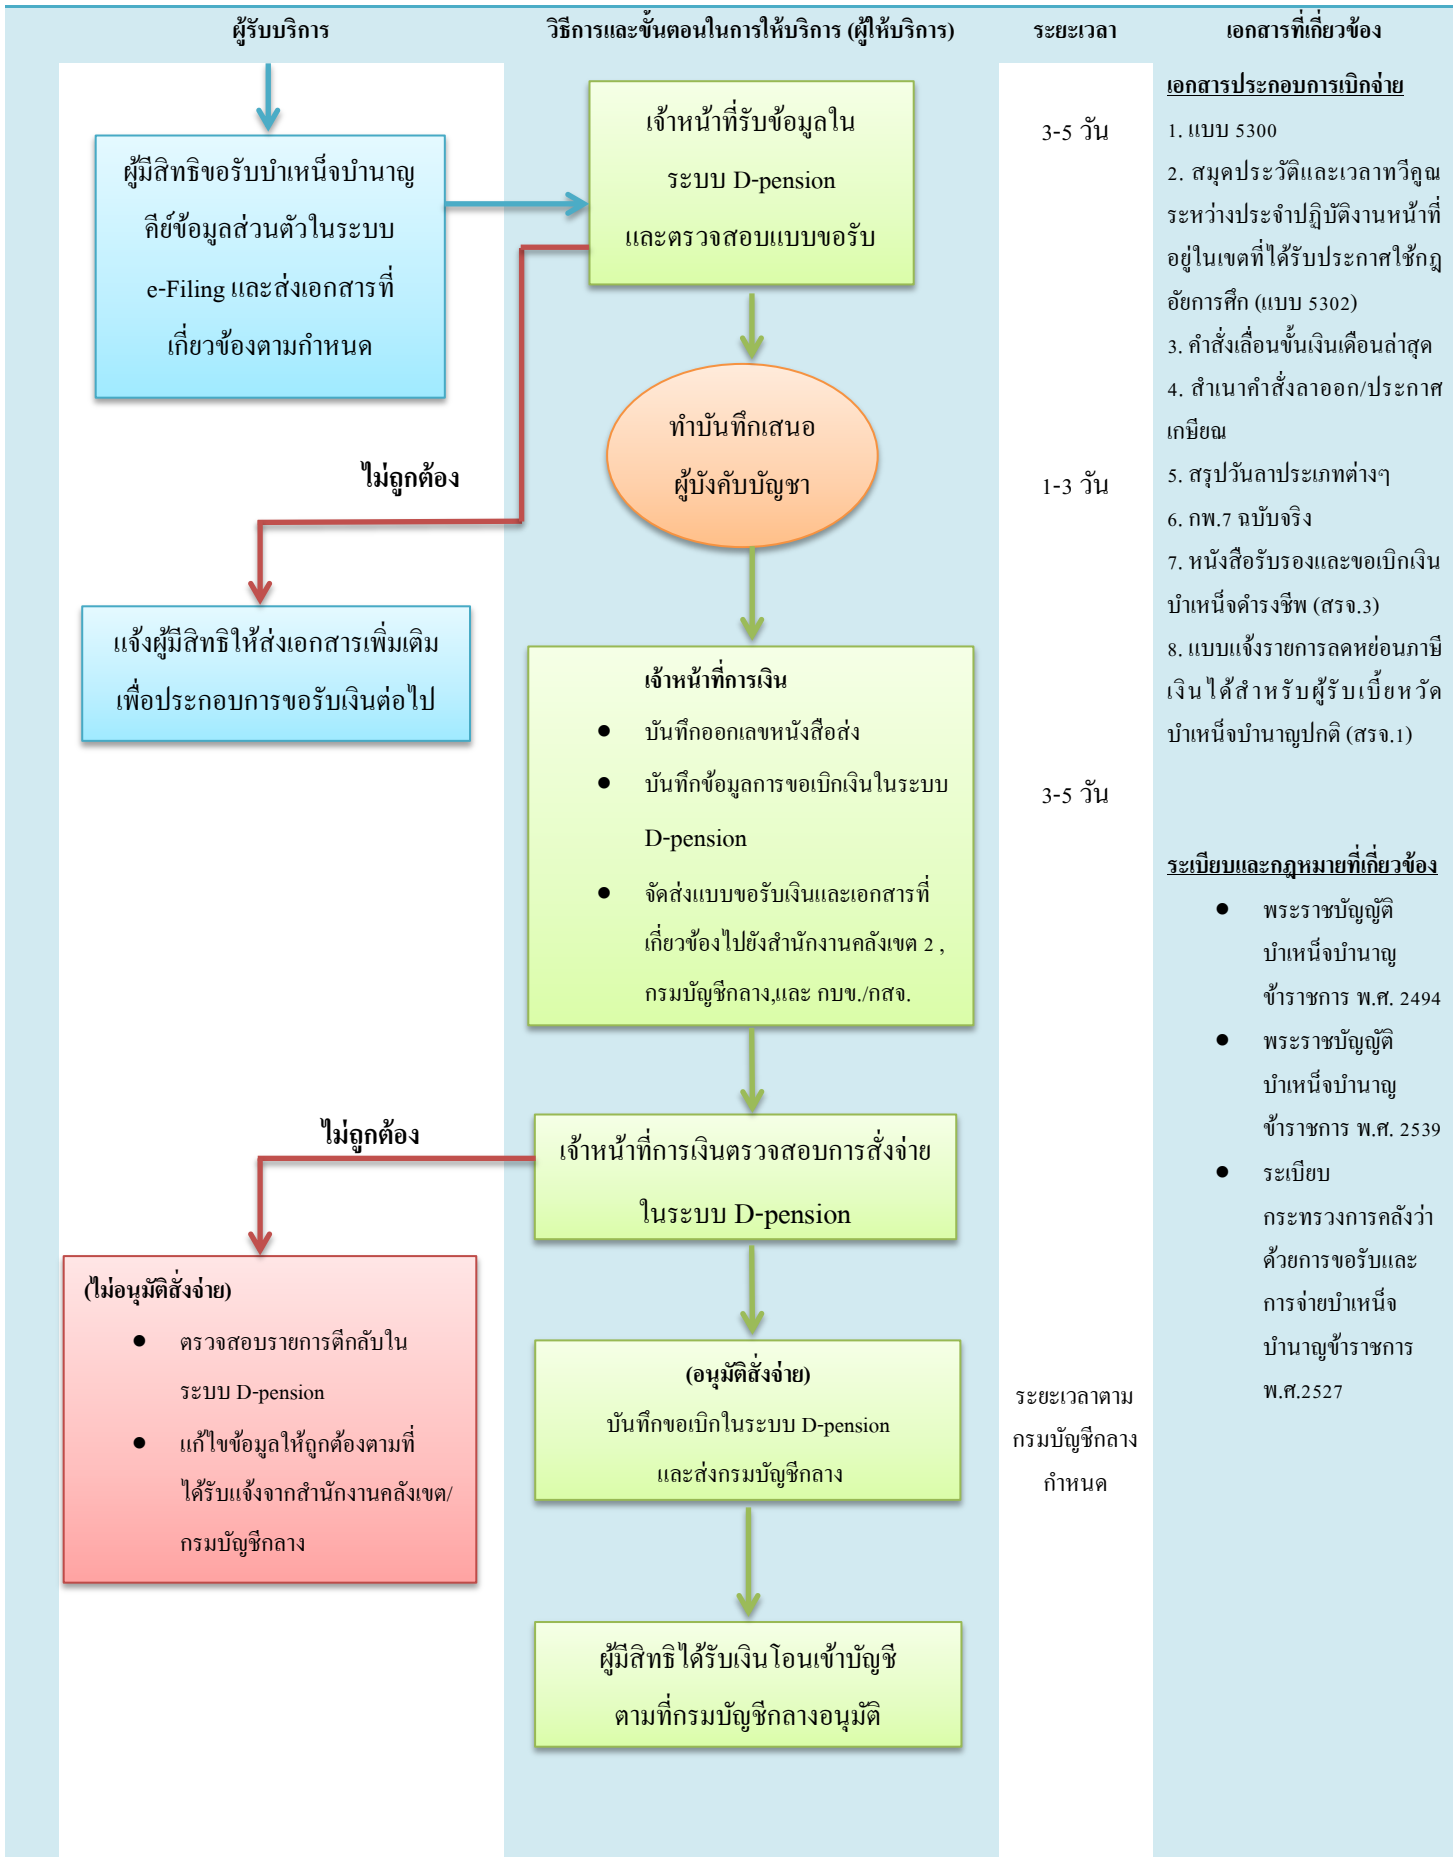 ผู้รับบริการ
วิธีการและขั้นตอนในการให้บริการ (ผู้ให้บริการ)
ระยะเวลา
เอกสารที่เกี่ยวข้อง
ผู้มีสิทธิขอรับบำเหน็จบำนาญ
คีย์ข้อมูลส่วนตัวในระบบ
e-Filing และส่งเอกสารที่
เกี่ยวข้องตามกำหนด
เจ้าหน้าที่รับข้อมูลใน
ระบบ D-pension
และตรวจสอบแบบขอรับ
3-5 วัน
ไม่ถูกต้อง
ทำบันทึกเสนอ
ผู้บังคับบัญชา
1-3 วัน
แจ้งผู้มีสิทธิให้ส่งเอกสารเพิ่มเติม
เพื่อประกอบการขอรับเงินต่อไป
เจ้าหน้าที่การเงิน
● บันทึกออกเลขหนังสือส่ง
● บันทึกข้อมูลการขอเบิกเงินในระบบ
D-pension
● จัดส่งแบบขอรับเงินและเอกสารที่
เกี่ยวข้องไปยังสำนักงานคลังเขต 2 ,
กรมบัญชีกลาง,และ กบข./กสจ.
3-5 วัน
ไม่ถูกต้อง
เจ้าหน้าที่การเงินตรวจสอบการสั่งจ่าย
ในระบบ D-pension
(ไม่อนุมัติสั่งจ่าย)
● ตรวจสอบรายการตีกลับใน
ระบบ D-pension
● แก้ไขข้อมูลให้ถูกต้องตามที่
ได้รับแจ้งจากสำนักงานคลังเขต/
กรมบัญชีกลาง
(อนุมัติสั่งจ่าย)
บันทึกขอเบิกในระบบ D-pension
และส่งกรมบัญชีกลาง
ระยะเวลาตาม
กรมบัญชีกลาง
กำหนด
ผู้มีสิทธิได้รับเงินโอนเข้าบัญชี
ตามที่กรมบัญชีกลางอนุมัติ
เอกสารประกอบการเบิกจ่าย
1. แบบ 5300
2. สมุดประวัติและเวลาทวีคูณ
ระหว่างประจำปฏิบัติงานหน้าที่
อยู่ในเขตที่ได้รับประกาศใช้กฎ
อัยการศึก (แบบ 5302)
3. คำสั่งเลื่อนขั้นเงินเดือนล่าสุด
4. สำเนาคำสั่งลาออก/ประกาศ
เกษียณ
5. สรุปวันลาประเภทต่างๆ
6. กพ.7 ฉบับจริง
7. หนังสือรับรองและขอเบิกเงิน
บำเหน็จดำรงชีพ (สรจ.3)
8. แบบแจ้งรายการลดหย่อนภาษี
เงินได้สำหรับผู้รับเบี้ยหวัด
บำเหน็จบำนาญปกติ (สรจ.1)
ระเบียบและกฎหมายที่เกี่ยวข้อง
● พระราชบัญญัติ
บำเหน็จบำนาญ
ข้าราชการ พ.ศ. 2494
● พระราชบัญญัติ
บำเหน็จบำนาญ
ข้าราชการ พ.ศ. 2539
● ระเบียบ
กระทรวงการคลังว่า
ด้วยการขอรับและ
การจ่ายบำเหน็จ
บำนาญข้าราชการ
พ.ศ.2527